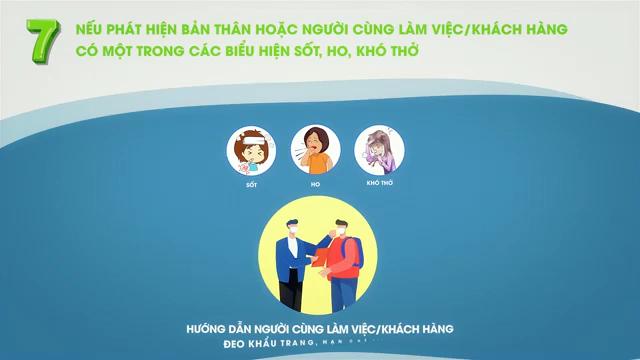 7
NẾU PHÁT HIỆN BẢN THÂN HOẶC NGƯỜI CÙNG LÀM VIỆC/KHÁCH HÀNG
CÓ MỘT TRONG CÁC BIỂU HIỆN SỐT, HO, KHÓ THỞ
SỐT
HO
KHÓ THỞ
HƯỚNG DẪN NGƯỜI CÙNG LÀM VIỆC/KHÁCH HÀNG
ĐEO KHẨU TRANG, HẠN CHẾ